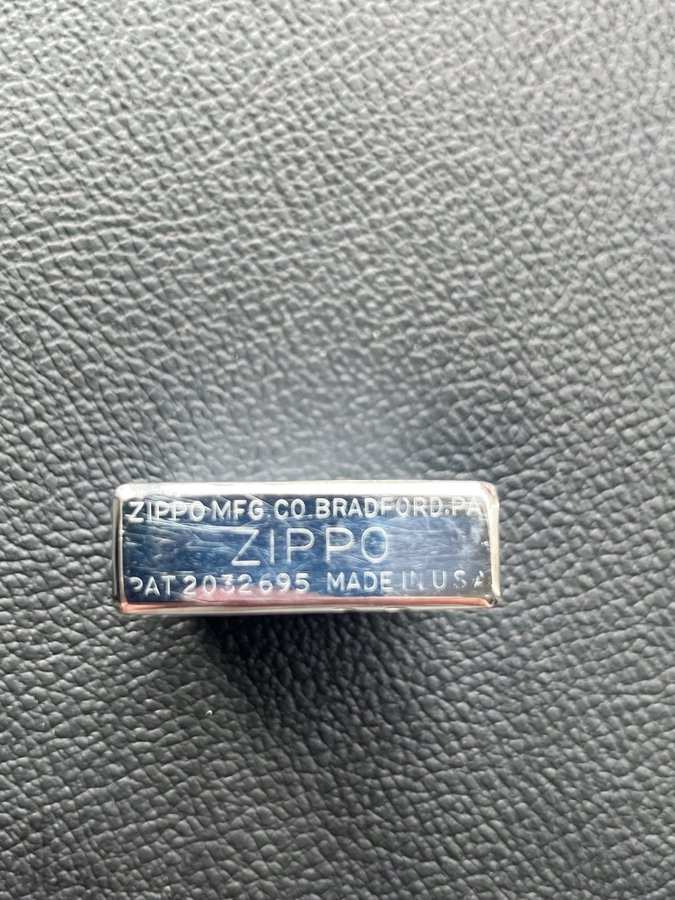 ZIPPO MFG. CO. BRADFORD, PA
ZIPPO
PAT 2032695 MADE IN U S A